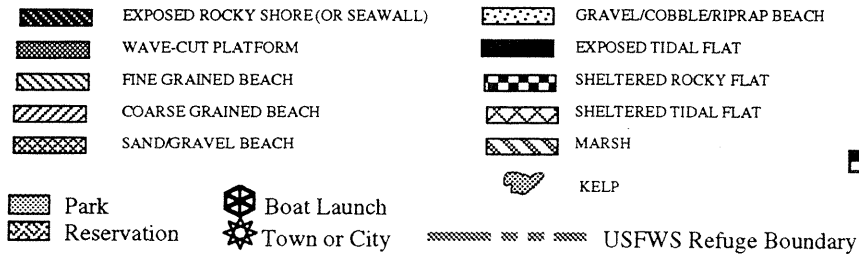 EXPOSED ROCKY SHORE (OR SEAWALL)
WAVE-CUT PLATFORM
FINE GRAINED BEACH
COARSE GRAINED BEACH
SAND/GRAVEL BEACH
GRAVEL/COBBLE/RIPRAP BEACH
EXPOSED TIDAL FLAT
SHELTERED ROCKY FLAT
SHELTERED TIDAL FLAT
MARSH
KELP
Park
Reservation
Boat Launch
Town or City
USFWS Refuge Boundary